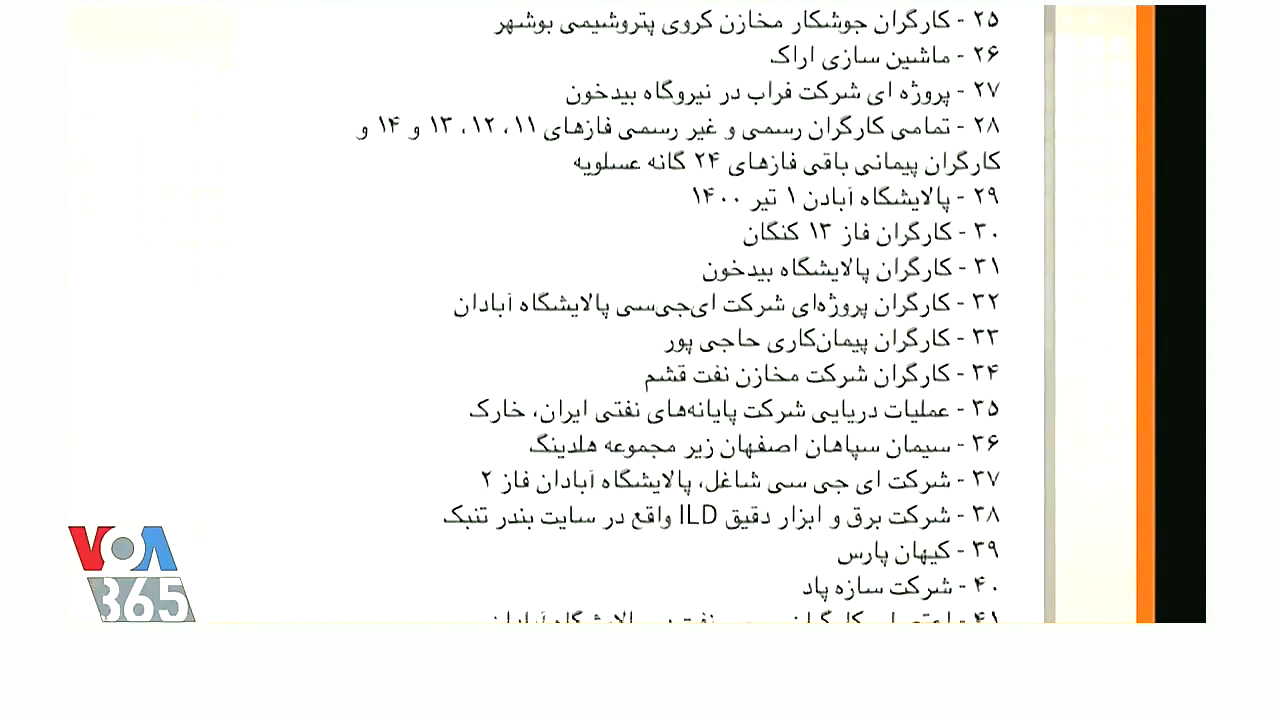 ۲۵ - کارگران جوشکار مخازن کروی پتروشیمی بوشهر
۲۶ - ماشین سازی اراک
۲۷ - پروژه ای شرکت فراب در نیروگاه بیدخون
۲۸ - تمامی کارگران رسمی و غیر رسمی فازهای ۱۱، ۱۲، ۱۳ و ۱۴ و
کارگران پیمانی باقی فازهای ۲۴ گانه عسلویه
۲۹ - پالایشگاه آبادن ۱ تیر ۱۴۰۰
۳۰ - کارگران فاز ۱۳ کنگان
۳۱ - کارگران پالایشگاه بیدخون
۳۲ - کارگران پروژه‌ای شرکت ای‌جی‌سی پالایشگاه آبادان
۳۳ - کارگران پیمان‌کاری حاجی پور
۳۴ - کارگران شرکت مخازن نفت قشم
۳۵ - عملیات دریایی شرکت پایانه‌های نفتی ایران، خارک
۳۶ - سیمان سپاهان اصفهان زیر مجموعه هلدینگ
۳۷ - شرکت ای جی سی شاغل، پالایشگاه آبادان فاز ۲
۳۸ - شرکت برق و ابزار دقیق ILD واقع در سایت بندر تنبک
۳۹ - کیهان پارس
۴۰ - شرکت سازه پاد
VOA
365